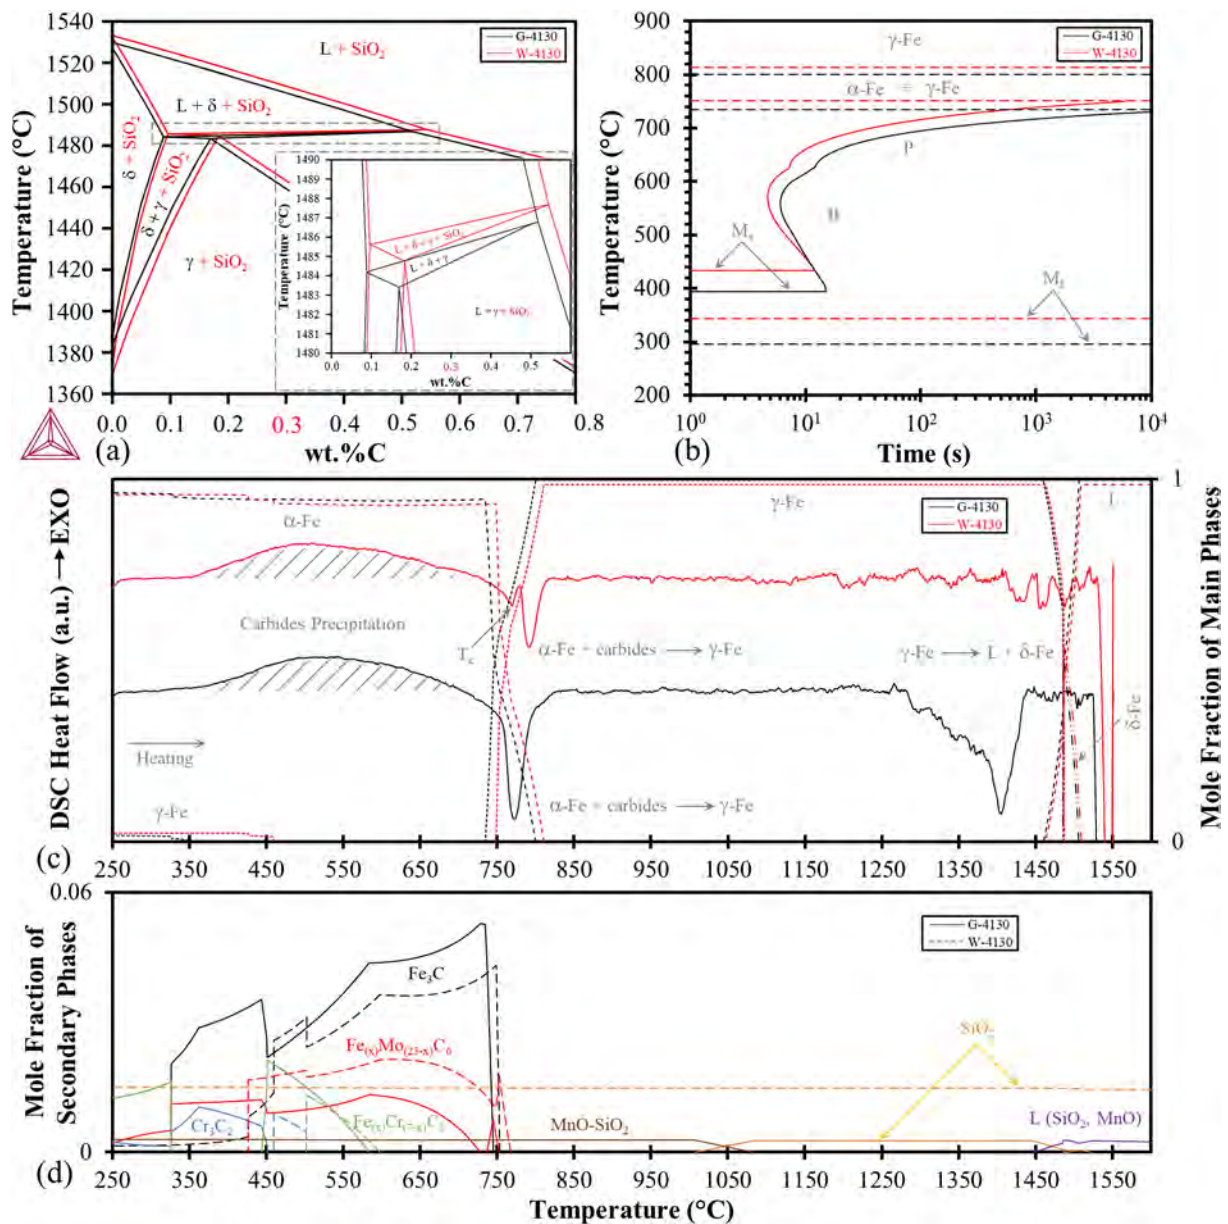 1540
1520
1500
1480
1460
1440
1420
1400
1380
1360
Temperature (°C)
G-4130
W-4130
L + SiO2
L + δ + SiO2
δ + SiO2
δ + γ + SiO2
γ + SiO2
1490
1489
1488
1487
1486
1485
1484
1483
1482
1481
1480
Temperature (°C)
L + δ + γ + SiO2
L + δ + γ
L + γ + SiO2
0.0 0.1 0.2 0.3 0.4 0.5
wt.%C
0.0 0.1 0.2 0.3 0.4 0.5 0.6 0.7 0.8
(a)
wt.%C
900
800
700
600
500
400
300
200
Temperature (°C)
γ-Fe
G-4130
W-4130
α-Fe + γ-Fe
P
B
Ms
Mf
10^0 10^1 10^2 10^3 10^4
(b)
Time (s)
DSC Heat Flow (a.u.) → EXO
α-Fe
γ-Fe
L
G-4130
W-4130
Carbides Precipitation
Tc
α-Fe + carbides → γ-Fe
γ-Fe → L + δ-Fe
δ-Fe
Heating
α-Fe + carbides → γ-Fe
γ-Fe
1
0
Mole Fraction of Main Phases
(c)
250 350 450 550 650 750 850 950 1050 1150 1250 1350 1450 1550
0.06
0
Mole Fraction of
Secondary Phases
G-4130
W-4130
Fe3C
SiO2
Fe(x)Mo(23-x)C6
Cr3C2
MnO-SiO2
L (SiO2, MnO)
(d)
250 350 450 550 650 750 850 950 1050 1150 1250 1350 1450 1550
Temperature (°C)